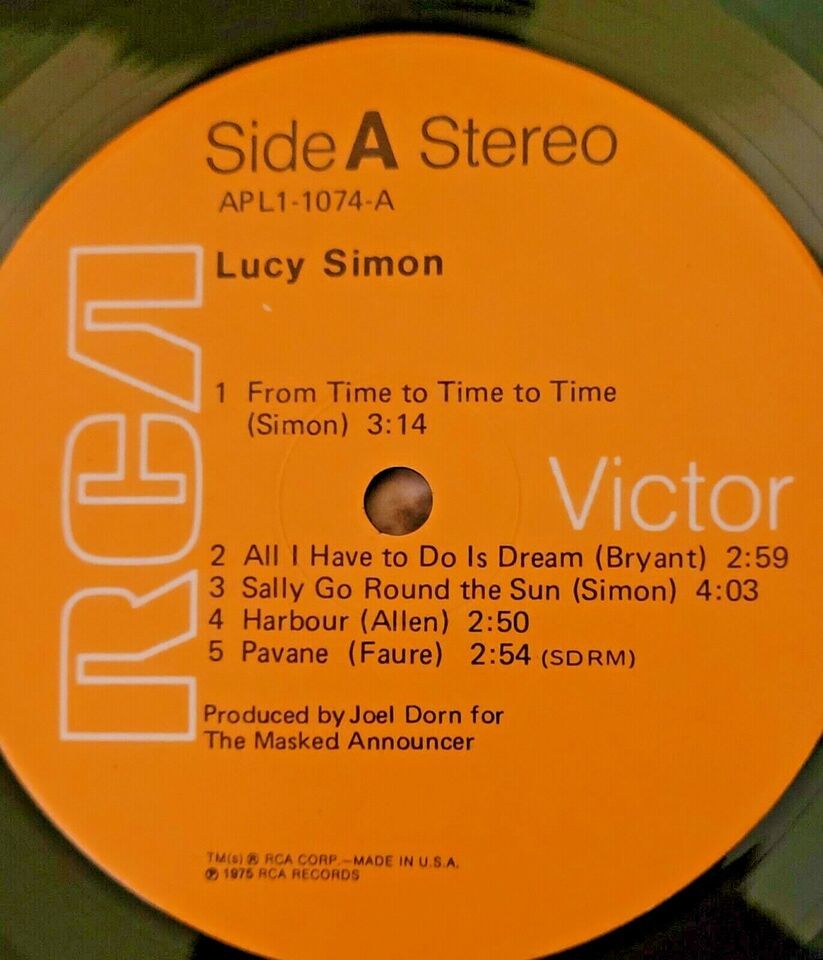 Side A Stereo
APL1-1074-A
Lucy Simon
1 From Time to Time to Time
(Simon) 3:14
RCA
Victor
2 All I Have to Do Is Dream (Bryant) 2:59
3 Sally Go Round the Sun (Simon) 4:03
4 Harbour (Allen) 2:50
5 Pavane (Faure) 2:54 (SDRM)
Produced by Joel Dorn for
The Masked Announcer
TM(s) ® RCA CORP.—MADE IN U.S.A.
℗ 1975 RCA RECORDS